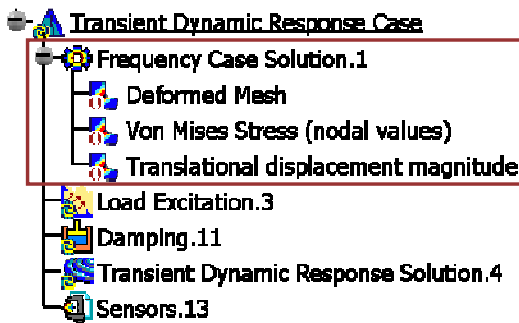 Transient Dynamic Response Case
Frequency Case Solution.1
Deformed Mesh
Von Mises Stress (nodal values)
Translational displacement magnitude
Load Excitation.3
Damping.11
Transient Dynamic Response Solution.4
Sensors.13